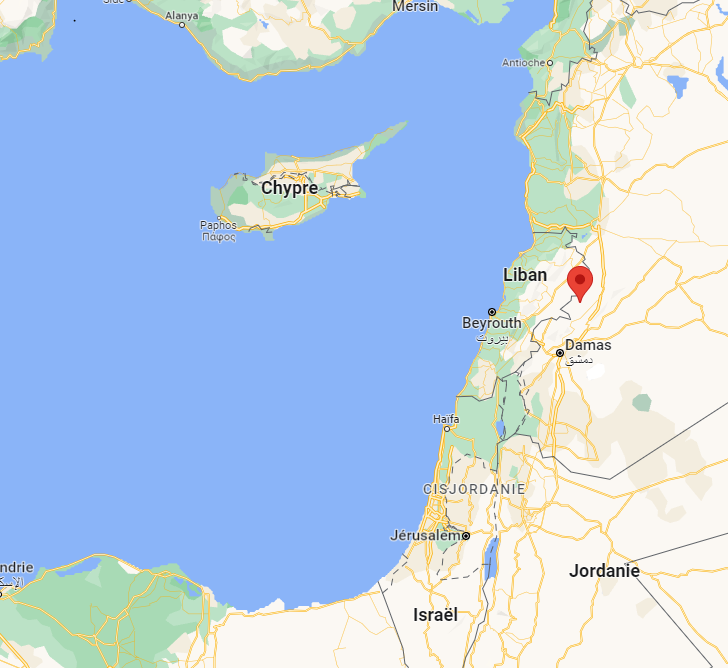 Side
Alanya
Mersin
Antioche
Chypre
Paphos
Πάφος
Liban
Beyrouth
بيروت
Damas
دمشق
Haïfa
CISJORDANIE
Jérusalem
ndrie
الإسك
Jordanie
Israël